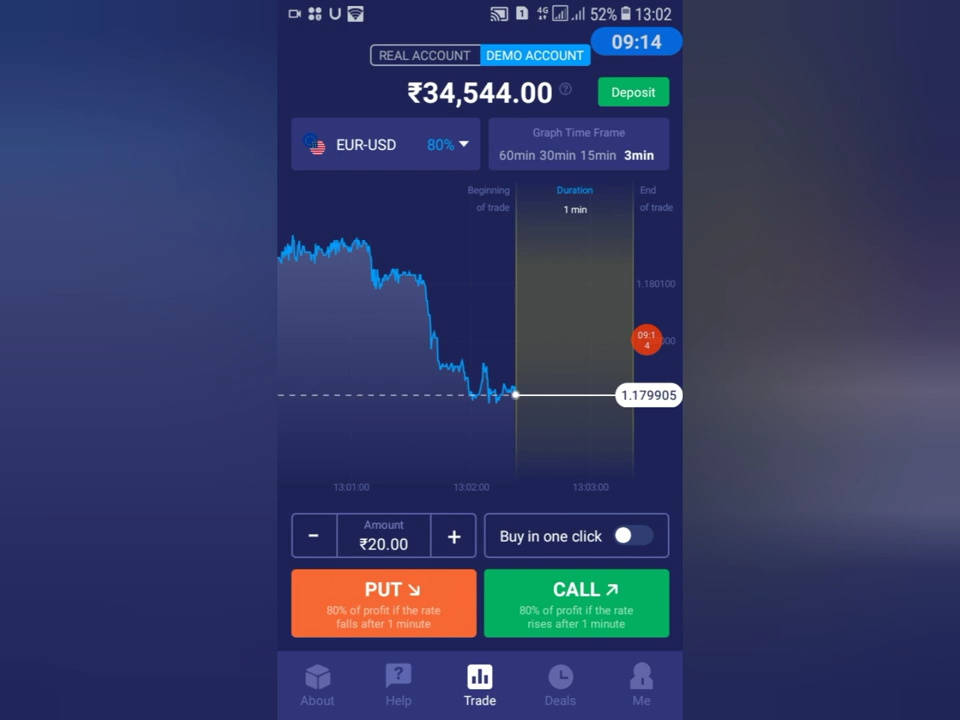 52% 13:02
09:14
REAL ACCOUNT DEMO ACCOUNT
₹34,544.00 ?
Deposit
EUR-USD 80%
Graph Time Frame
60min 30min 15min 3min
Beginning
of trade
Duration
1 min
End
of trade
1.180100
09:1
4
000
1.179905
13:01:00 13:02:00 13:03:00
- Amount
₹20.00 +
Buy in one click
PUT
80% of profit if the rate
falls after 1 minute
CALL
80% of profit if the rate
rises after 1 minute
About Help Trade Deals Me